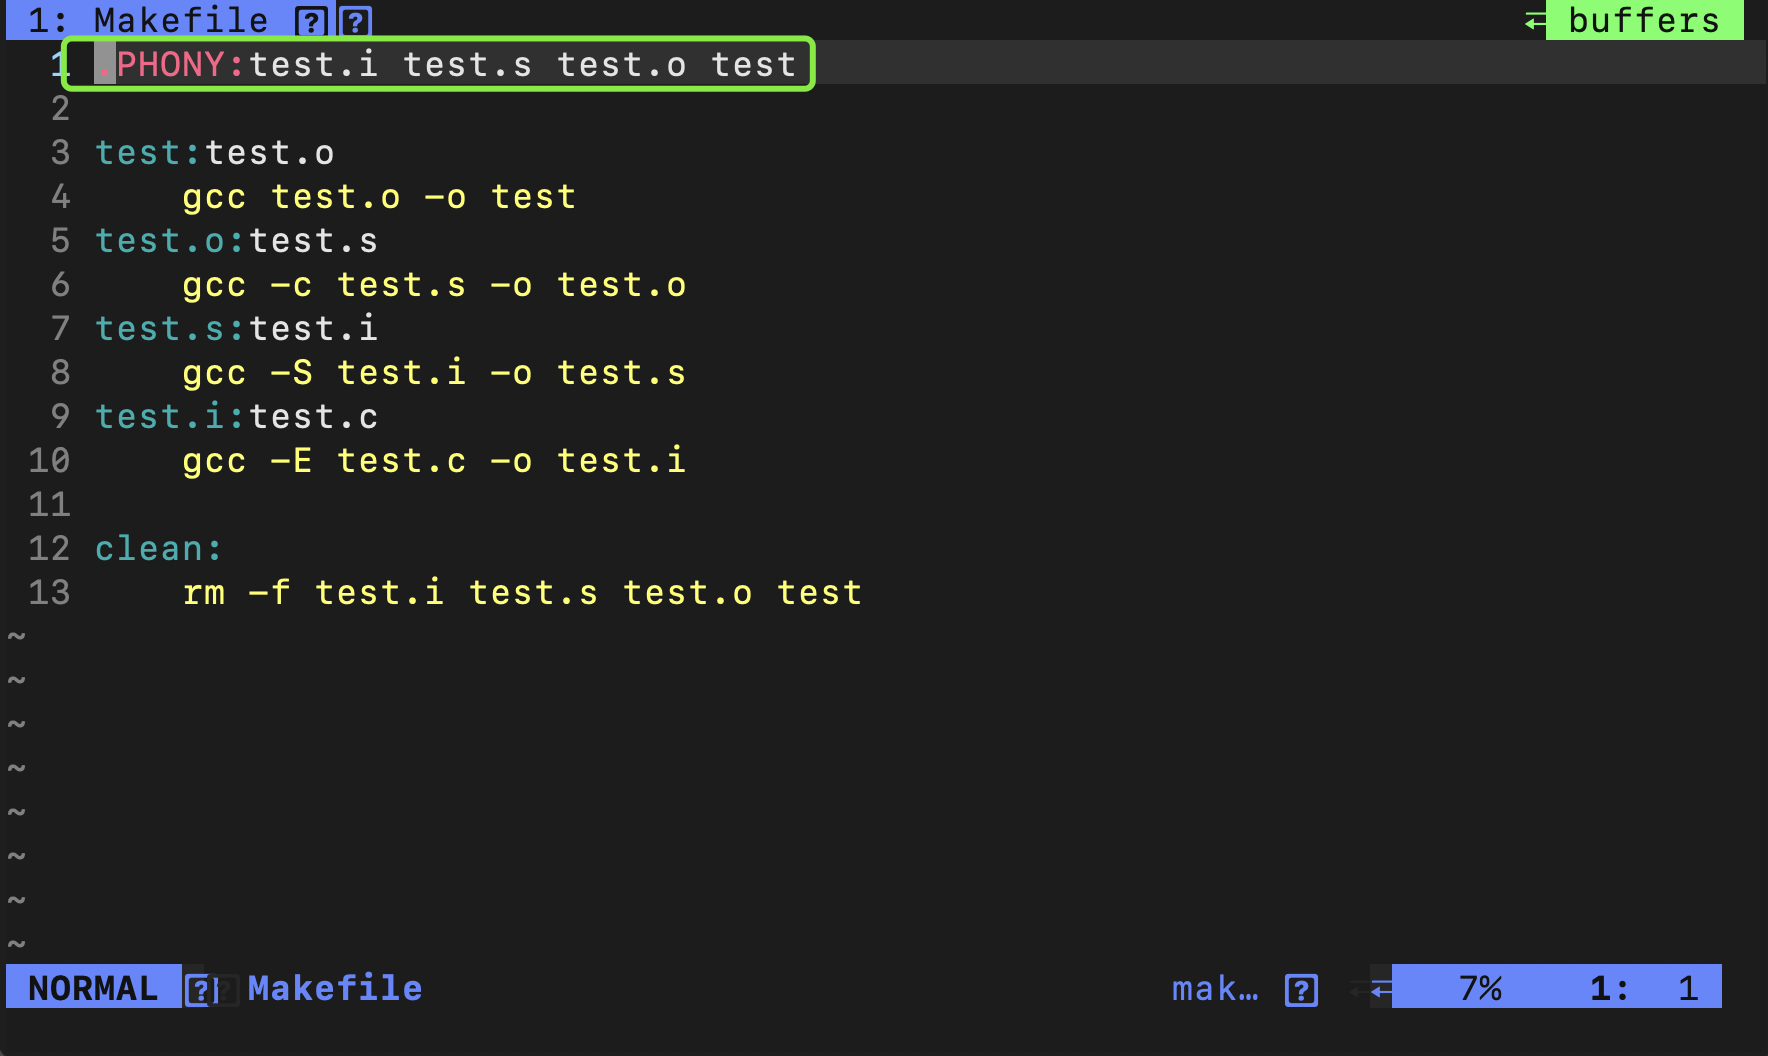 1: Makefile
buffers
1 .PHONY:test.i test.s test.o test
2
3 test:test.o
4     gcc test.o -o test
5 test.o:test.s
6     gcc -c test.s -o test.o
7 test.s:test.i
8     gcc -S test.i -o test.s
9 test.i:test.c
10     gcc -E test.c -o test.i
11
12 clean:
13     rm -f test.i test.s test.o test
~
~
~
~
~
~
~
~
NORMAL Makefile mak… 7% 1: 1